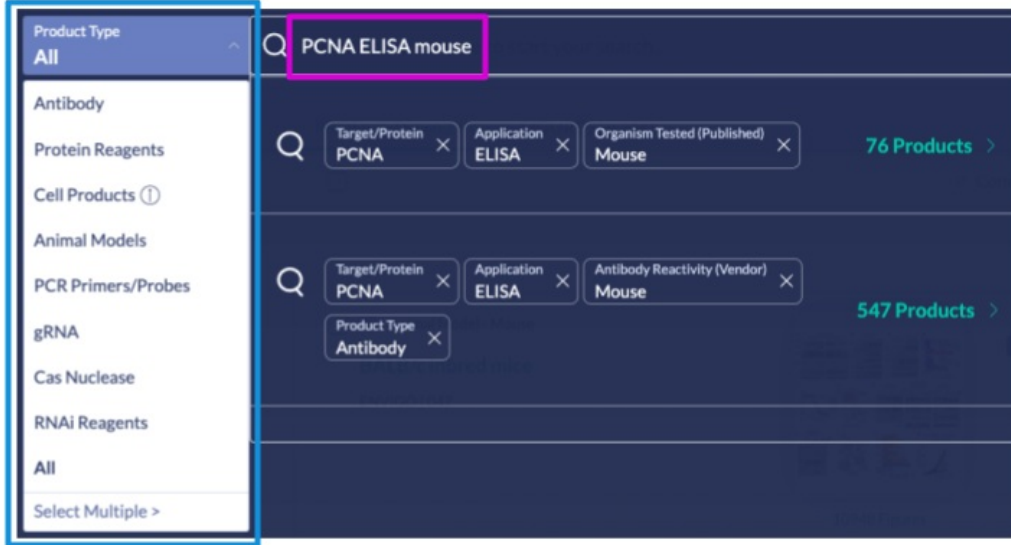 Product Type
All
PCNA ELISA mouse
Antibody
Protein Reagents
Cell Products
Animal Models
PCR Primers/Probes
gRNA
Cas Nuclease
RNAi Reagents
All
Select Multiple >
Target/Protein
PCNA
Application
ELISA
Organism Tested (Published)
Mouse
76 Products >
Target/Protein
PCNA
Application
ELISA
Antibody Reactivity (Vendor)
Mouse
Product Type
Antibody
547 Products >